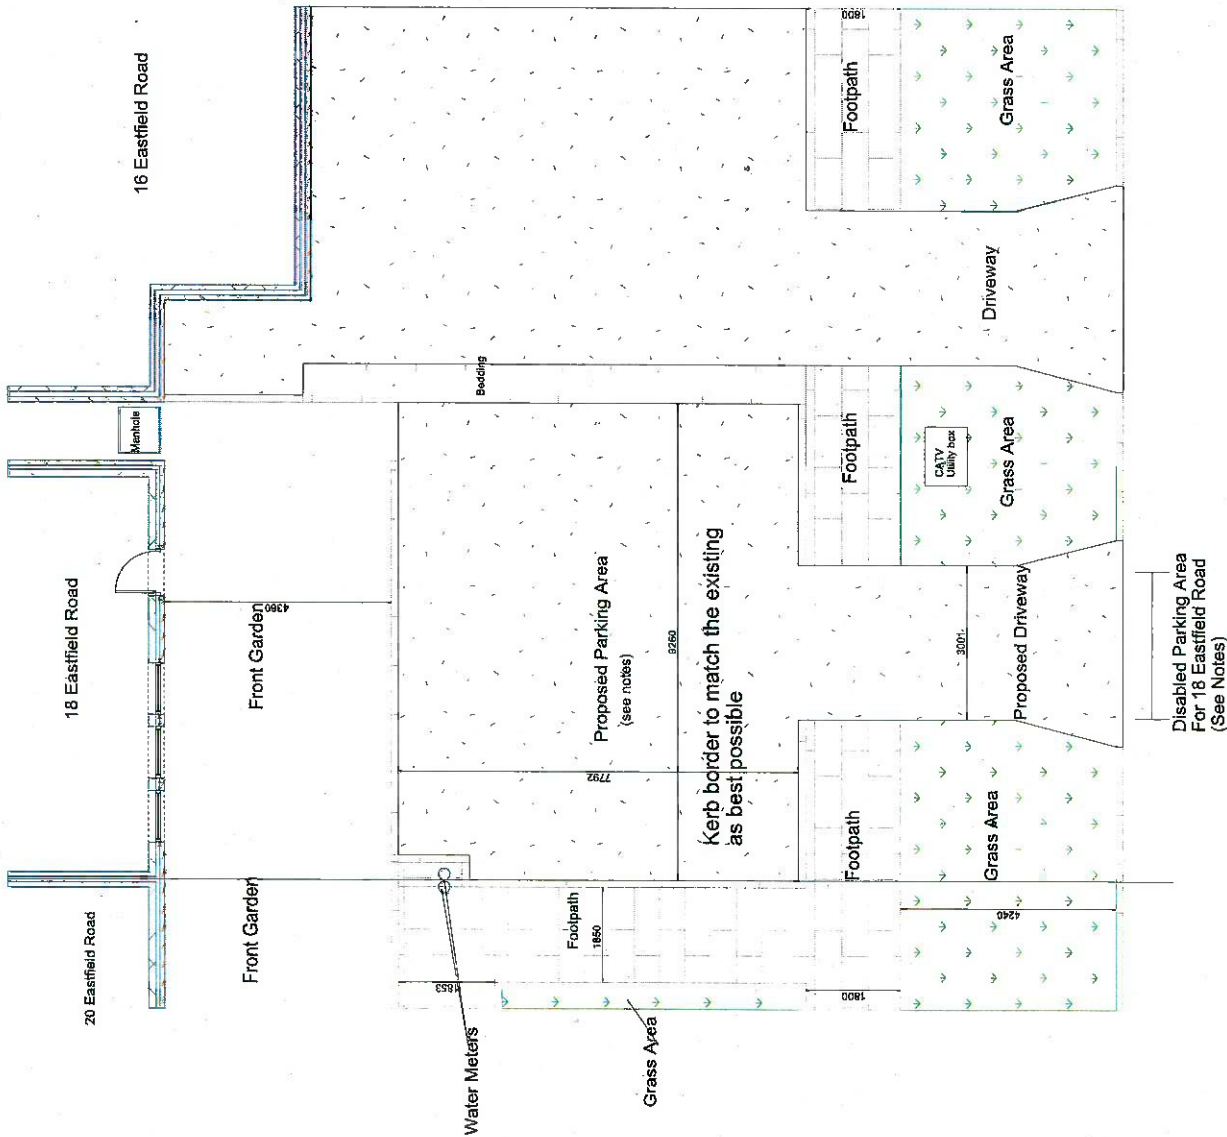 16 Eastfield Road
18 Eastfield Road
20 Eastfield Road
Manhole
Front Garden
4360
Front Garden
Bedding
Proposed Parking Area
(see notes)
9260
7792
Kerb border to match the existing
as best possible
Water Meters
Footpath
1850
1853
Grass Area
1800
Footpath
Footpath
Footpath
1800
Grass Area
4240
Grass Area
CATV
Utility box
Grass Area
Driveway
3001
Proposed Driveway
Disabled Parking Area
For 18 Eastfield Road
(See Notes)